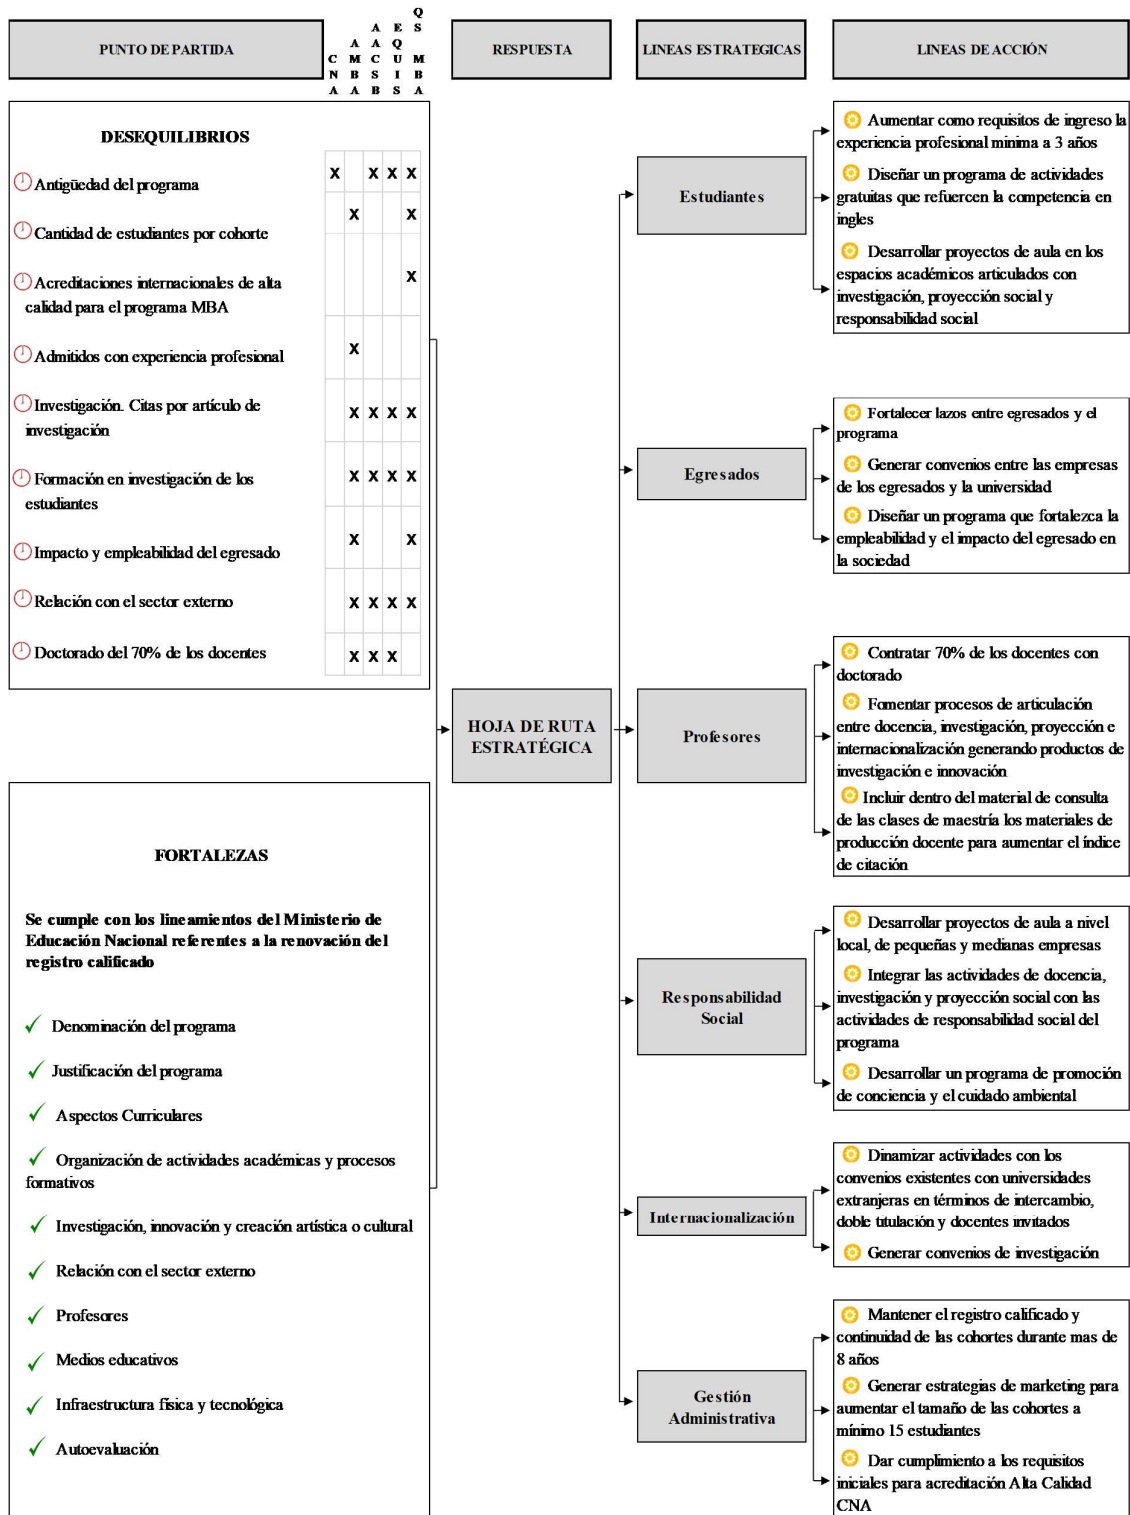 PUNTO DE PARTIDA
CNA
AMBA
AACSB
EQUIS
QS MBA
RESPUESTA
LINEAS ESTRATEGICAS
LINEAS DE ACCIÓN
DESEQUILIBRIOS
Antigüedad del programa
X X X X
Cantidad de estudiantes por cohorte
X X
Acreditaciones internacionales de alta
calidad para el programa MBA
X
Admitidos con experiencia profesional
X
Investigación. Citas por artículo de
investigación
X X X X
Formación en investigación de los
estudiantes
X X X X
Impacto y empleabilidad del egresado
X X
Relación con el sector externo
X X X X
Doctorado del 70% de los docentes
X X X
FORTALEZAS
Se cumple con los lineamientos del Ministerio de
Educación Nacional referentes a la renovación del
registro calificado
Denominación del programa
Justificación del programa
Aspectos Curriculares
Organización de actividades académicas y procesos
formativos
Investigación, innovación y creación artística o cultural
Relación con el sector externo
Profesores
Medios educativos
Infraestructura física y tecnológica
Autoevaluación
HOJA DE RUTA
ESTRATÉGICA
Estudiantes
Aumentar como requisitos de ingreso la
experiencia profesional minima a 3 años
Diseñar un programa de actividades
gratuitas que refuercen la competencia en
ingles
Desarrollar proyectos de aula en los
espacios académicos articulados con
investigación, proyección social y
responsabilidad social
Egresados
Fortalecer lazos entre egresados y el
programa
Generar convenios entre las empresas
de los egresados y la universidad
Diseñar un programa que fortalezca la
empleabilidad y el impacto del egresado en
la sociedad
Profesores
Contratar 70% de los docentes con
doctorado
Fomentar procesos de articulación
entre docencia, investigación, proyección e
internacionalización generando productos de
investigación e innovación
Incluir dentro del material de consulta
de las clases de maestría los materiales de
producción docente para aumentar el índice
de citación
Responsabilidad
Social
Desarrollar proyectos de aula a nivel
local, de pequeñas y medianas empresas
Integrar las actividades de docencia,
investigación y proyección social con las
actividades de responsabilidad social del
programa
Desarrollar un programa de promoción
de conciencia y el cuidado ambiental
Internacionalización
Dinamizar actividades con los
convenios existentes con universidades
extranjeras en términos de intercambio,
doble titulación y docentes invitados
Generar convenios de investigación
Gestión
Administrativa
Mantener el registro calificado y
continuidad de las cohortes durante mas de
8 años
Generar estrategias de marketing para
aumentar el tamaño de las cohortes a
mínimo 15 estudiantes
Dar cumplimiento a los requisitos
iniciales para acreditación Alta Calidad
CNA